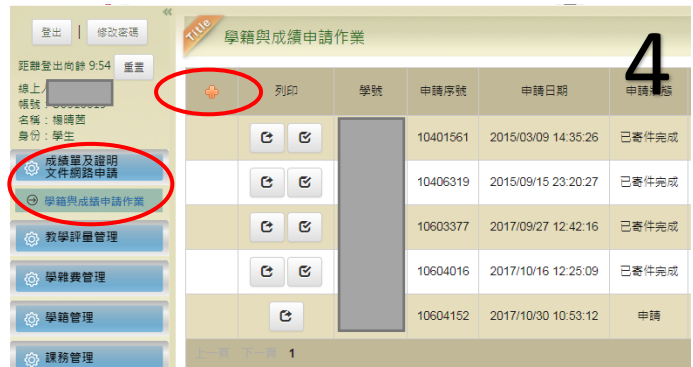 登出 | 修改密碼
距離登出尚餘 9:54 重置
線上
帳號：
名稱：楊晴茵
身份：學生
成績單及證明
文件網路申請
學籍與成績申請作業
教學評量管理
學雜費管理
學籍管理
課務管理
Title 學籍與成績申請作業
4
列印 學號 申請序號 申請日期 申請狀態
10401561 2015/03/09 14:35:26 已寄件完成
10406319 2015/09/15 23:20:27 已寄件完成
10603377 2017/09/27 12:42:16 已寄件完成
10604016 2017/10/16 12:25:09 已寄件完成
10604152 2017/10/30 10:53:12 申請
上一頁 下一頁 1